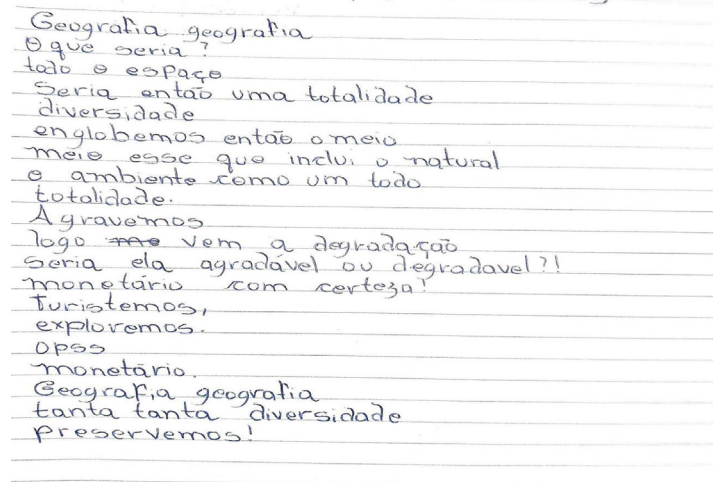 Geografia geografia
O que seria?
todo o espaço
Seria então uma totalidade
diversidade
englobemos então o meio
meio esse que inclui o natural
o ambiente como um todo
totalidade.
Agravemos
logo vem a degradação
seria ela agradável ou degradavel?!
monetário com certeza!
Turistemos,
exploremos.
opss
monetário.
Geografia geografia
tanta tanta diversidade
preservemos!